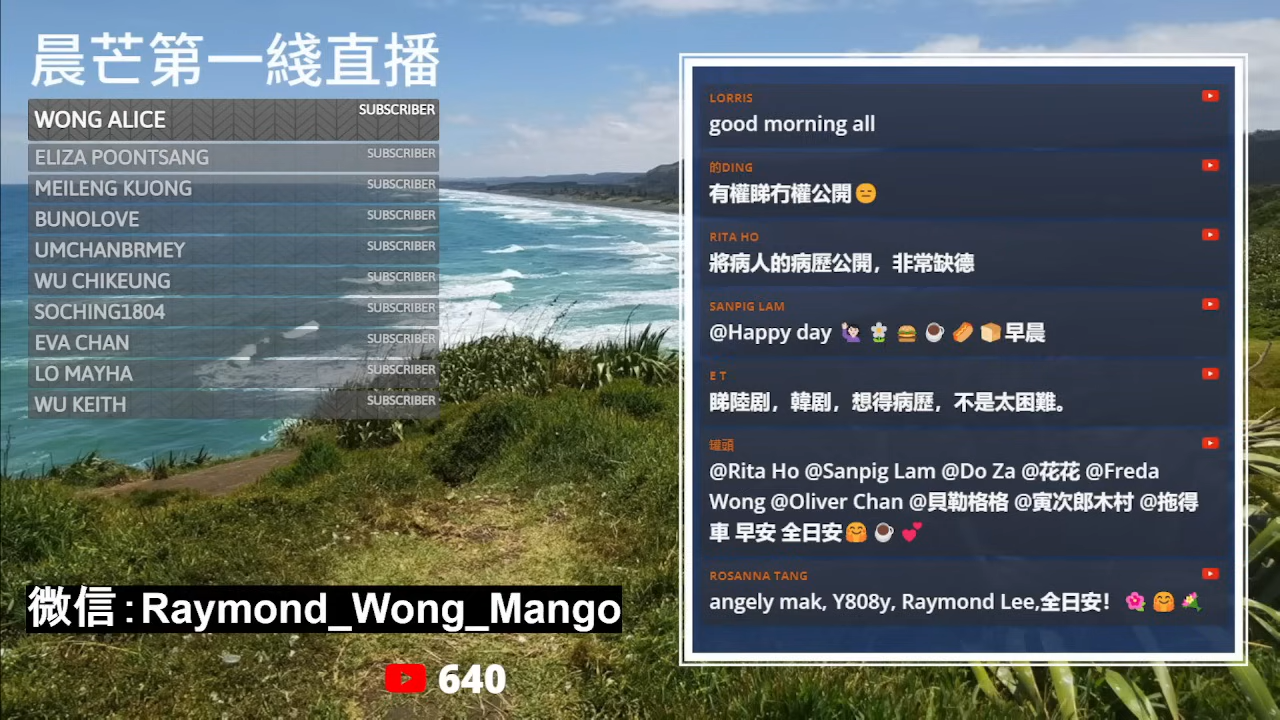 晨芒第一綫直播
WONG ALICE SUBSCRIBER
ELIZA POONTSANG SUBSCRIBER
MEILENG KUONG SUBSCRIBER
BUNOLOVE SUBSCRIBER
UMCHANBRMEY SUBSCRIBER
WU CHIKEUNG SUBSCRIBER
SOCHING1804 SUBSCRIBER
EVA CHAN SUBSCRIBER
LO MAYHA SUBSCRIBER
WU KEITH SUBSCRIBER
微信:Raymond_Wong_Mango
640
LORRIS
good morning all
的DING
有權睇冇權公開😑
RITA HO
將病人的病歷公開，非常缺德
SANPIG LAM
@Happy day 🙋🏻‍♀️ 🌼 🍔 ☕ 🌭 🍞早晨
E T
睇陸剧，韓剧，想得病歷，不是太困難。
罐頭
@Rita Ho @Sanpig Lam @Do Za @花花 @Freda
Wong @Oliver Chan @貝勒格格 @寅次郎木村 @拖得
車 早安 全日安🤗 ☕ 💕
ROSANNA TANG
angely mak, Y808y, Raymond Lee,全日安！ 🌺 🤗 💐